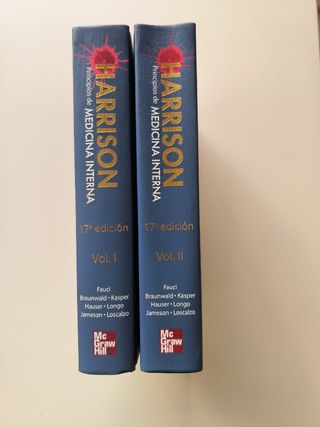 HARRISON
Principios de
MEDICINA INTERNA
17ª edición
Vol. I
Fauci
Braunwald • Kasper
Hauser • Longo
Jameson • Loscalzo
Mc
Graw
Hill
HARRISON
Principios de
MEDICINA INTERNA
17ª edición
Vol. II
Fauci
Braunwald • Kasper
Hauser • Longo
Jameson • Loscalzo
Mc
Graw
Hill